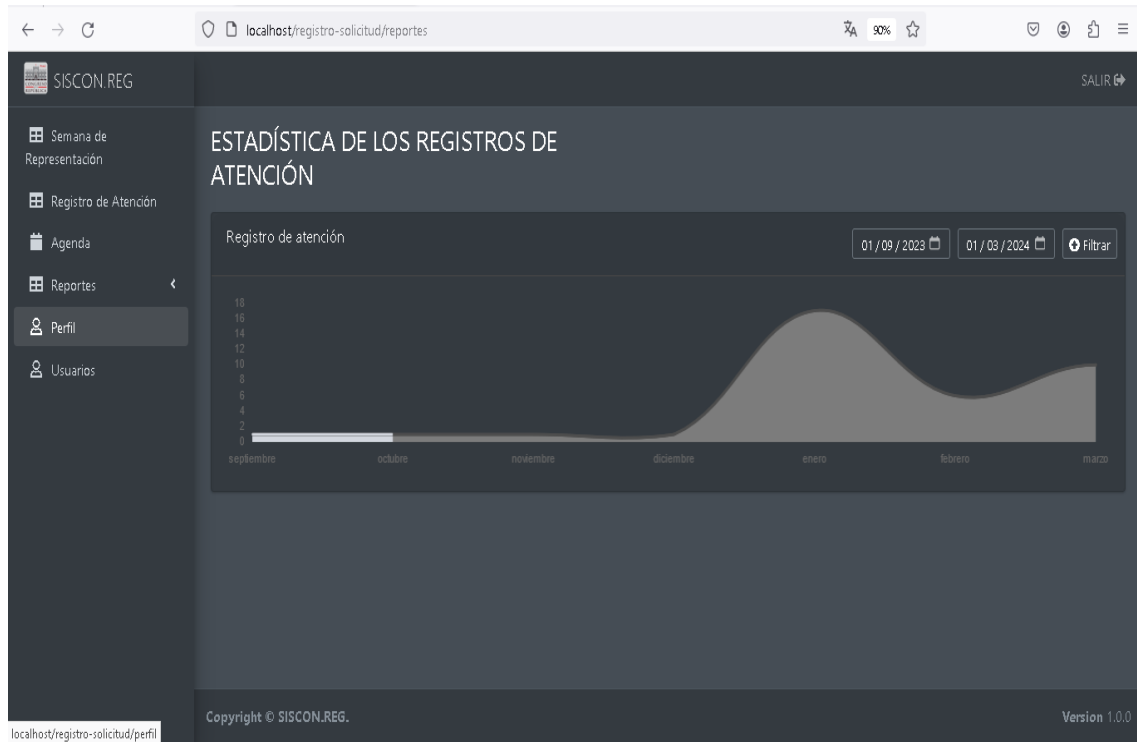 localhost/registro-solicitud/reportes
90%
SISCON.REG
SALIR
Semana de
Representación
Registro de Atención
Agenda
Reportes
Perfil
Usuarios
ESTADÍSTICA DE LOS REGISTROS DE
ATENCIÓN
Registro de atención
01 / 09 / 2023
01 / 03 / 2024
Filtrar
18
16
14
12
10
8
6
4
2
0
septiembre octubre noviembre diciembre enero febrero marzo
Copyright © SISCON.REG.
Version 1.0.0
localhost/registro-solicitud/perfil